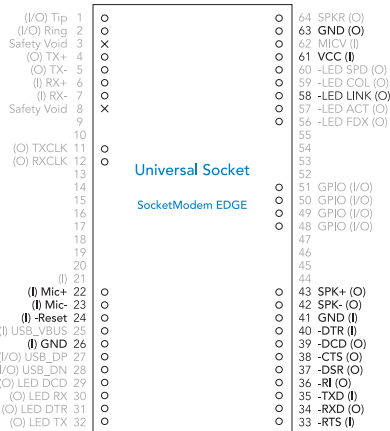 (I/O) Tip 1
(I/O) Ring 2
Safety Void 3
(O) TX+ 4
(O) TX- 5
(I) RX+ 6
(I) RX- 7
Safety Void 8
9
10
(O) TXCLK 11
(O) RXCLK 12
13
14
15
16
17
18
19
20
(I) 21
(I) Mic+ 22
(I) Mic- 23
(I) -Reset 24
(I) USB_VBUS 25
(I) GND 26
(I/O) USB_DP 27
(I/O) USB_DN 28
(O) LED DCD 29
(O) LED RX 30
(O) LED DTR 31
(O) LED TX 32
Universal Socket
SocketModem EDGE
64 SPKR (O)
63 GND (O)
62 MICV (I)
61 VCC (I)
60 -LED SPD (O)
59 -LED COL (O)
58 -LED LINK (O)
57 -LED ACT (O)
56 -LED FDX (O)
55
54
53
52
51 GPIO (I/O)
50 GPIO (I/O)
49 GPIO (I/O)
48 GPIO (I/O)
47
46
45
44
43 SPK+ (O)
42 SPK- (O)
41 GND (I)
40 -DTR (I)
39 -DCD (O)
38 -CTS (O)
37 -DSR (O)
36 -RI (O)
35 -TXD (I)
34 -RXD (O)
33 -RTS (I)